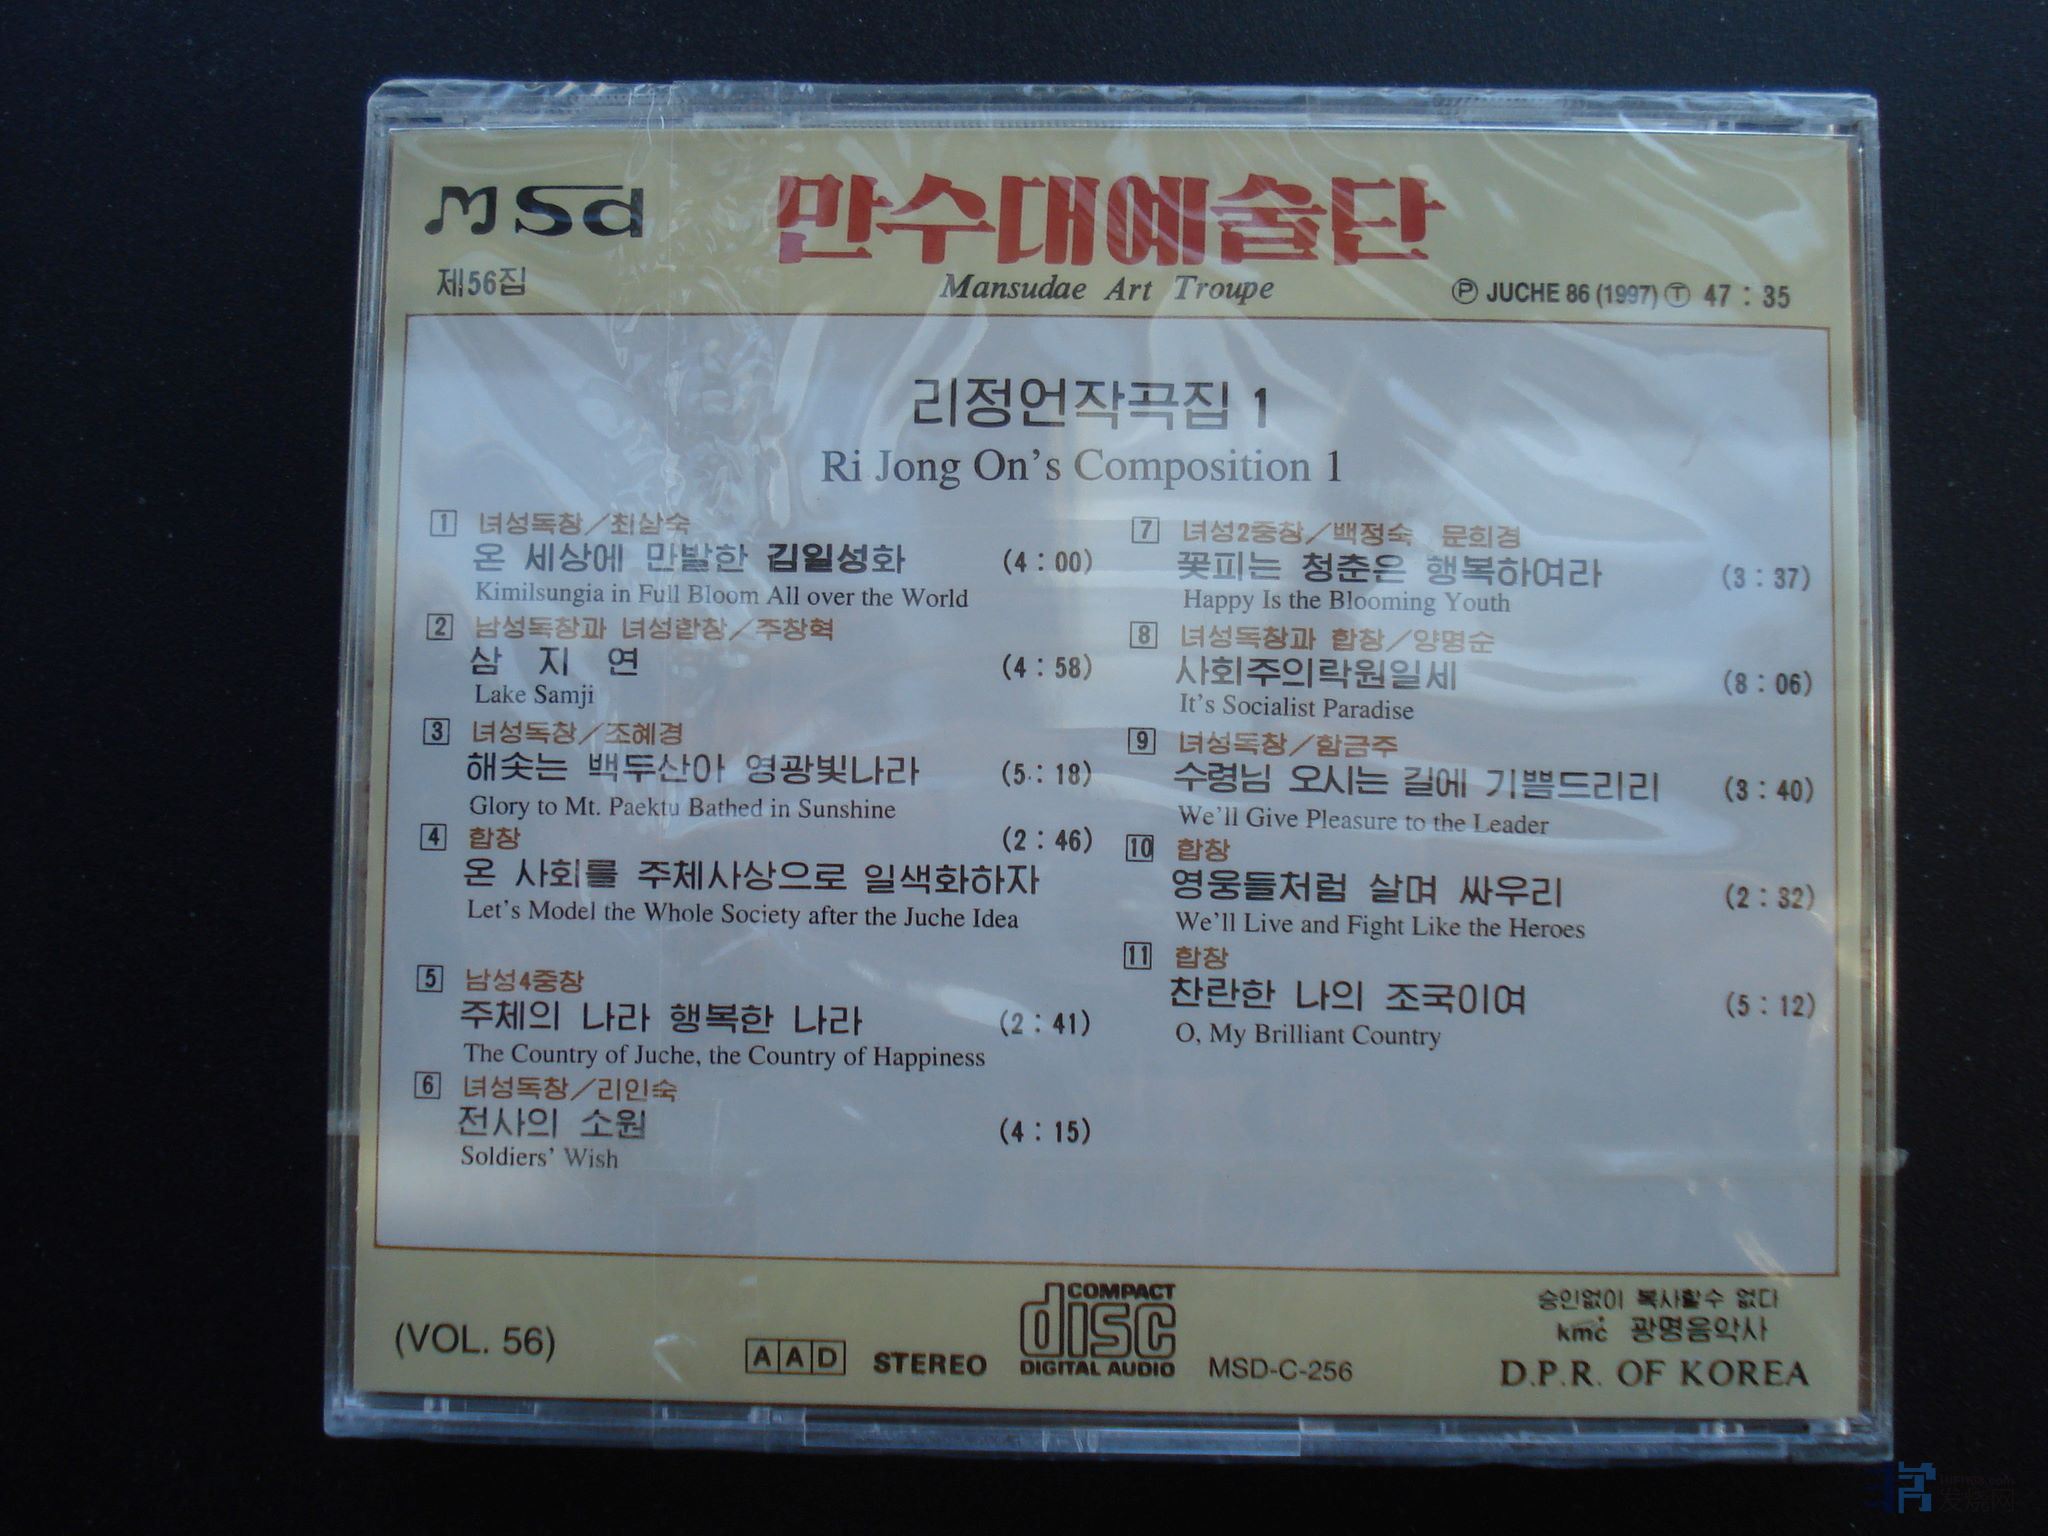 msd
만수대예술단
제56집
Mansudae Art Troupe
Ⓟ JUCHE 86 (1997) Ⓣ 47 : 35
리정언작곡집 1
Ri Jong On's Composition 1
1 녀성독창/최삼숙
온 세상에 만발한 김일성화 (4 : 00)
Kimilsungia in Full Bloom All over the World
2 남성독창과 녀성합창/주창혁
삼 지 연 (4 : 58)
Lake Samji
3 녀성독창/조혜경
해솟는 백두산아 영광빛나라 (5 : 18)
Glory to Mt. Paektu Bathed in Sunshine
4 합창 (2 : 46)
온 사회를 주체사상으로 일색화하자
Let's Model the Whole Society after the Juche Idea
5 남성4중창
주체의 나라 행복한 나라 (2 : 41)
The Country of Juche, the Country of Happiness
6 녀성독창/리인숙
전사의 소원 (4 : 15)
Soldiers' Wish
7 녀성2중창/백정숙 문희경
꽃피는 청춘은 행복하여라 (3 : 37)
Happy Is the Blooming Youth
8 녀성독창과 합창/양명순
사회주의락원일세 (8 : 06)
It's Socialist Paradise
9 녀성독창/함금주
수령님 오시는 길에 기쁨드리리 (3 : 40)
We'll Give Pleasure to the Leader
10 합창
영웅들처럼 살며 싸우리 (2 : 32)
We'll Live and Fight Like the Heroes
11 합창
찬란한 나의 조국이여 (5 : 12)
O, My Brilliant Country
(VOL. 56)
AAD STEREO
COMPACT
disc
DIGITAL AUDIO
MSD-C-256
승인없이 복사할수 없다
kmc 광명음악사
D.P.R. OF KOREA
发烧网